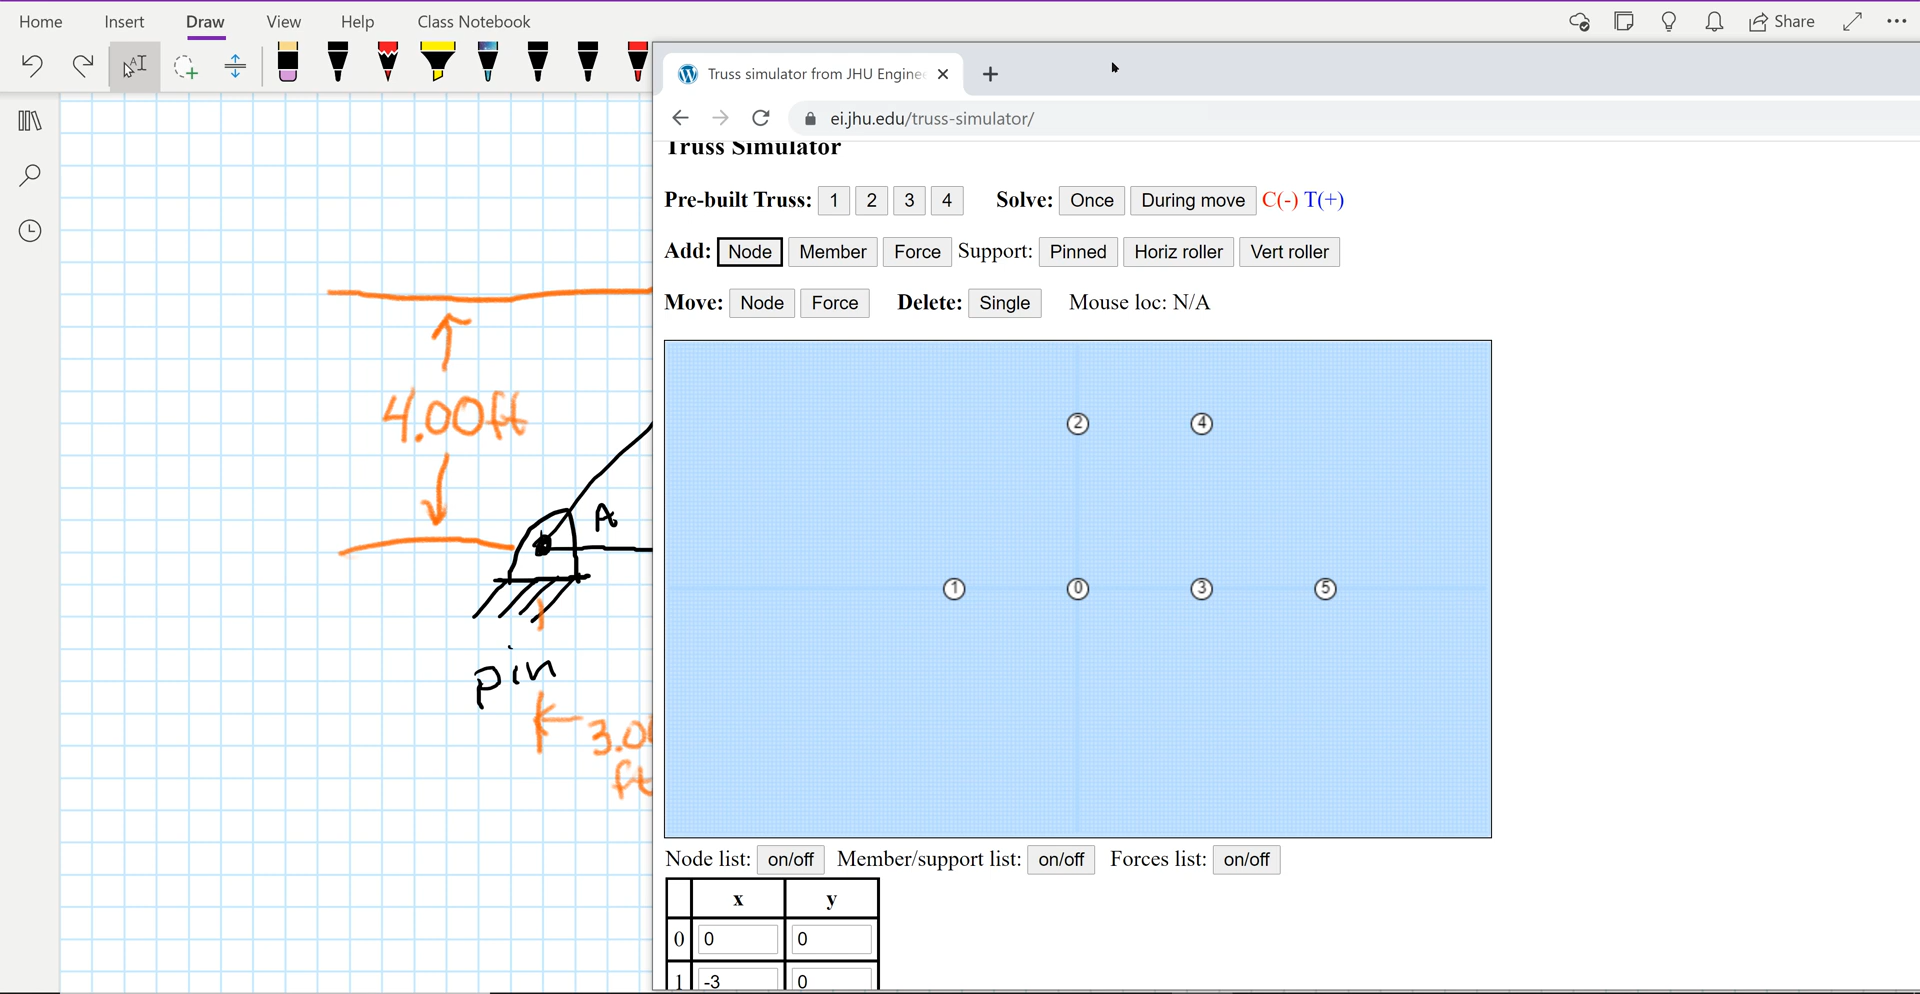 Home Insert Draw View Help Class Notebook Share
Truss simulator from JHU Engine
ei.jhu.edu/truss-simulator/
Truss Simulator
Pre-built Truss: 1 2 3 4 Solve: Once During move C(-) T(+)
Add: Node Member Force Support: Pinned Horiz roller Vert roller
Move: Node Force Delete: Single Mouse loc: N/A
2 4
1 0 3 5
Node list: on/off Member/support list: on/off Forces list: on/off
x y
0 0 0
1 -3 0
4.00ft
A
pin
3.00
ft